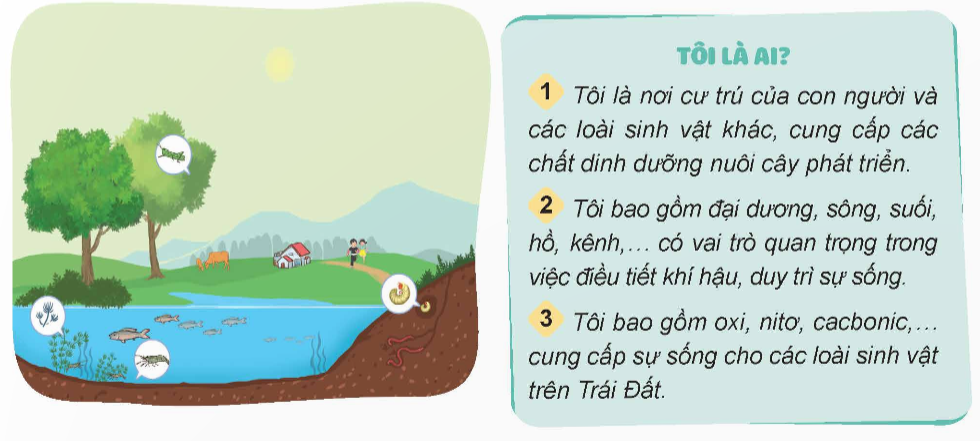 TÔI LÀ AI?
1 Tôi là nơi cư trú của con người và
các loài sinh vật khác, cung cấp các
chất dinh dưỡng nuôi cây phát triển.
2 Tôi bao gồm đại dương, sông, suối,
hồ, kênh,... có vai trò quan trọng trong
việc điều tiết khí hậu, duy trì sự sống.
3 Tôi bao gồm oxi, nitơ, cacbonic,...
cung cấp sự sống cho các loài sinh vật
trên Trái Đất.